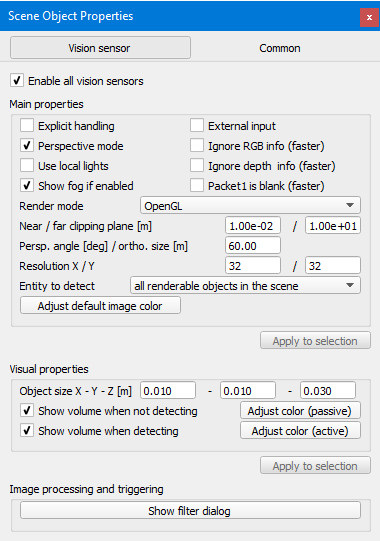 Scene Object Properties x
Vision sensor Common
Enable all vision sensors
Main properties
Explicit handling External input
Perspective mode Ignore RGB info (faster)
Use local lights Ignore depth info (faster)
Show fog if enabled Packet1 is blank (faster)
Render mode OpenGL
Near / far clipping plane [m] 1.00e-02 / 1.00e+01
Persp. angle [deg] / ortho. size [m] 60.00
Resolution X / Y 32 / 32
Entity to detect all renderable objects in the scene
Adjust default image color
Apply to selection
Visual properties
Object size X - Y - Z [m] 0.010 - 0.010 - 0.030
Show volume when not detecting Adjust color (passive)
Show volume when detecting Adjust color (active)
Apply to selection
Image processing and triggering
Show filter dialog